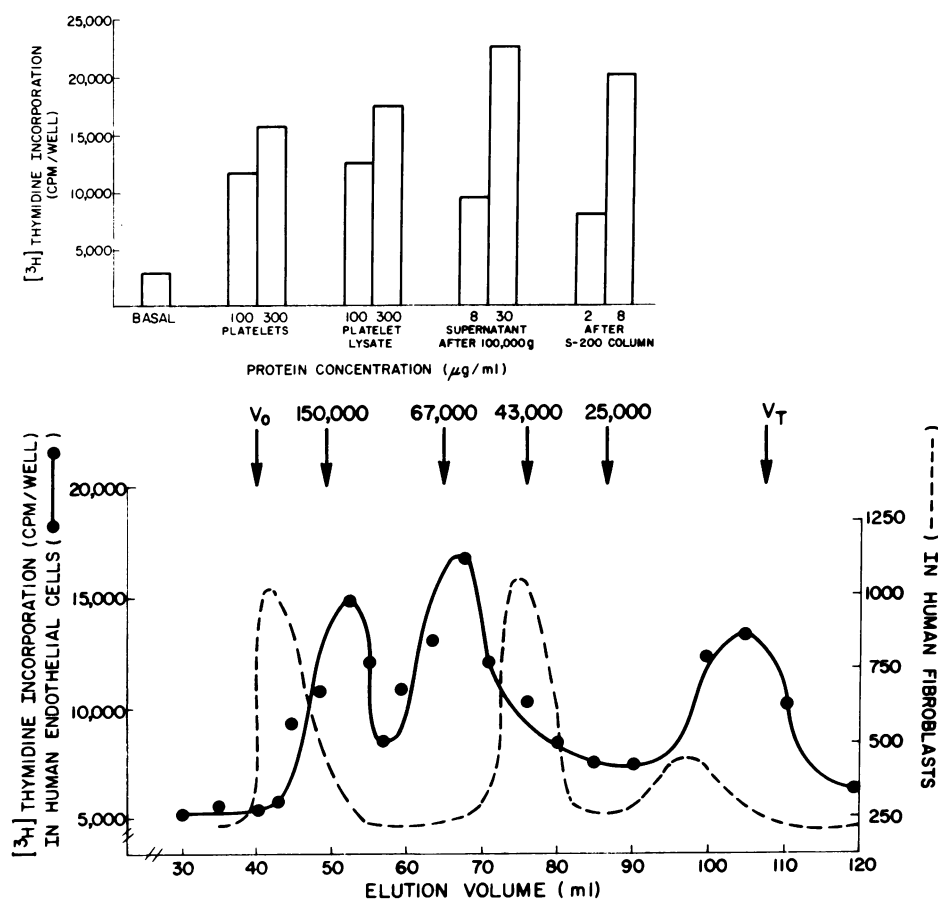 [³H] THYMIDINE INCORPORATION
(CPM/WELL)
25,000
20,000
15,000
10,000
5,000
BASAL
100 300
PLATELETS
100 300
PLATELET
LYSATE
8 30
SUPERNATANT
AFTER 100,000g
2 8
AFTER
S-200 COLUMN
PROTEIN CONCENTRATION (µg/ml)
V₀ 150,000 67,000 43,000 25,000 V_T
[³H] THYMIDINE INCORPORATION (CPM/WELL)
IN HUMAN ENDOTHELIAL CELLS ( )
20,000
15,000
10,000
5,000
1250
1000
750
500
250
(------) IN HUMAN FIBROBLASTS
30 40 50 60 70 80 90 100 110 120
ELUTION VOLUME (ml)